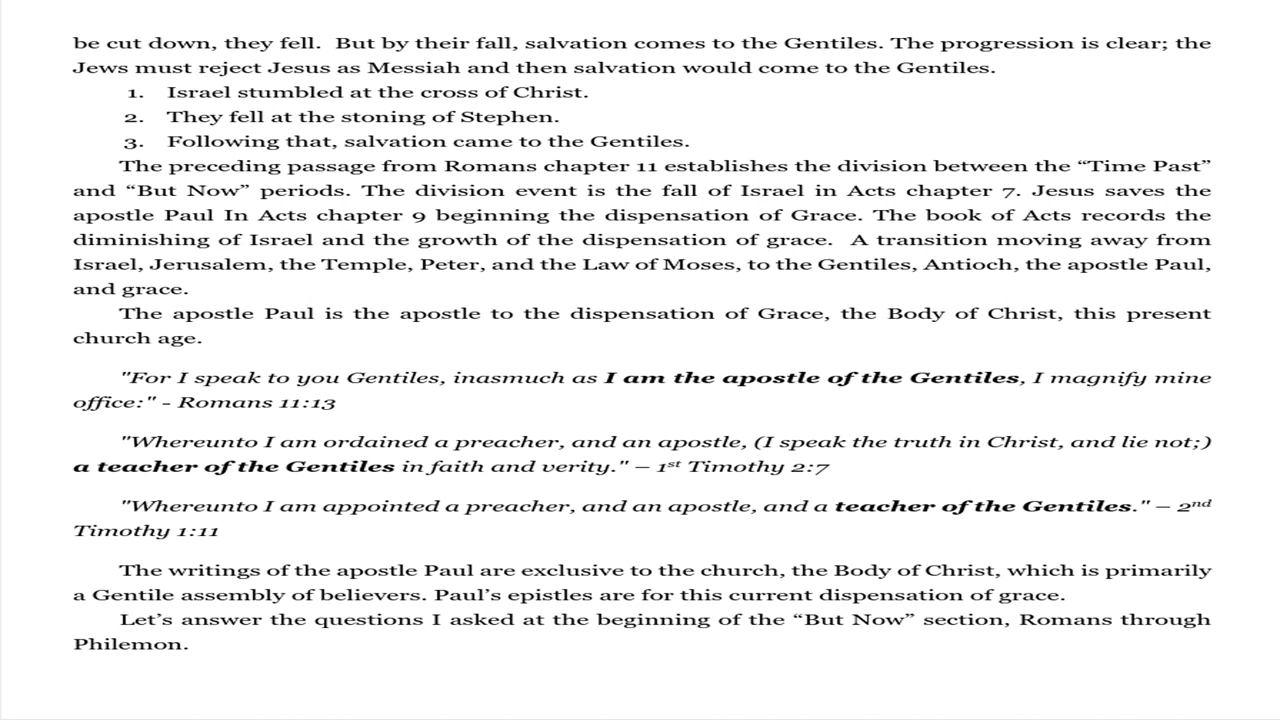 be cut down, they fell.  But by their fall, salvation comes to the Gentiles. The progression is clear; the
Jews must reject Jesus as Messiah and then salvation would come to the Gentiles.
1. Israel stumbled at the cross of Christ.
2. They fell at the stoning of Stephen.
3. Following that, salvation came to the Gentiles.
The preceding passage from Romans chapter 11 establishes the division between the “Time Past”
and “But Now” periods. The division event is the fall of Israel in Acts chapter 7. Jesus saves the
apostle Paul In Acts chapter 9 beginning the dispensation of Grace. The book of Acts records the
diminishing of Israel and the growth of the dispensation of grace.  A transition moving away from
Israel, Jerusalem, the Temple, Peter, and the Law of Moses, to the Gentiles, Antioch, the apostle Paul,
and grace.
The apostle Paul is the apostle to the dispensation of Grace, the Body of Christ, this present
church age.
"For I speak to you Gentiles, inasmuch as I am the apostle of the Gentiles, I magnify mine
office:" - Romans 11:13
"Whereunto I am ordained a preacher, and an apostle, (I speak the truth in Christ, and lie not;)
a teacher of the Gentiles in faith and verity." – 1st Timothy 2:7
"Whereunto I am appointed a preacher, and an apostle, and a teacher of the Gentiles." – 2nd
Timothy 1:11
The writings of the apostle Paul are exclusive to the church, the Body of Christ, which is primarily
a Gentile assembly of believers. Paul’s epistles are for this current dispensation of grace.
Let’s answer the questions I asked at the beginning of the “But Now” section, Romans through
Philemon.